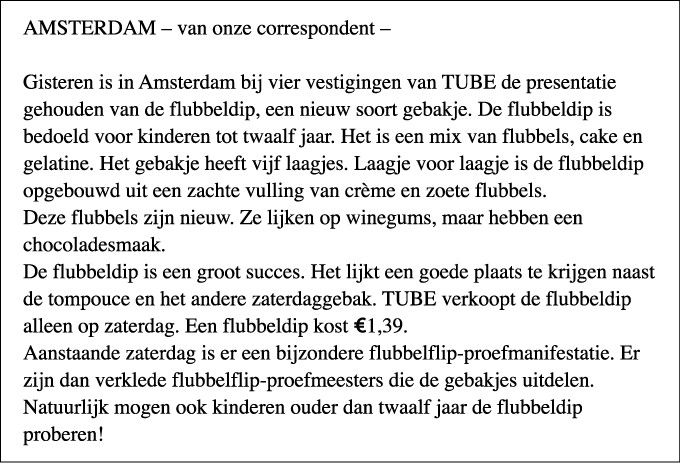 AMSTERDAM – van onze correspondent –
Gisteren is in Amsterdam bij vier vestigingen van TUBE de presentatie
gehouden van de flubbeldip, een nieuw soort gebakje. De flubbeldip is
bedoeld voor kinderen tot twaalf jaar. Het is een mix van flubbels, cake en
gelatine. Het gebakje heeft vijf laagjes. Laagje voor laagje is de flubbeldip
opgebouwd uit een zachte vulling van crème en zoete flubbels.
Deze flubbels zijn nieuw. Ze lijken op winegums, maar hebben een
chocoladesmaak.
De flubbeldip is een groot succes. Het lijkt een goede plaats te krijgen naast
de tompouce en het andere zaterdaggebak. TUBE verkoopt de flubbeldip
alleen op zaterdag. Een flubbeldip kost €1,39.
Aanstaande zaterdag is er een bijzondere flubbelflip-proefmanifestatie. Er
zijn dan verklede flubbelflip-proefmeesters die de gebakjes uitdelen.
Natuurlijk mogen ook kinderen ouder dan twaalf jaar de flubbeldip
proberen!